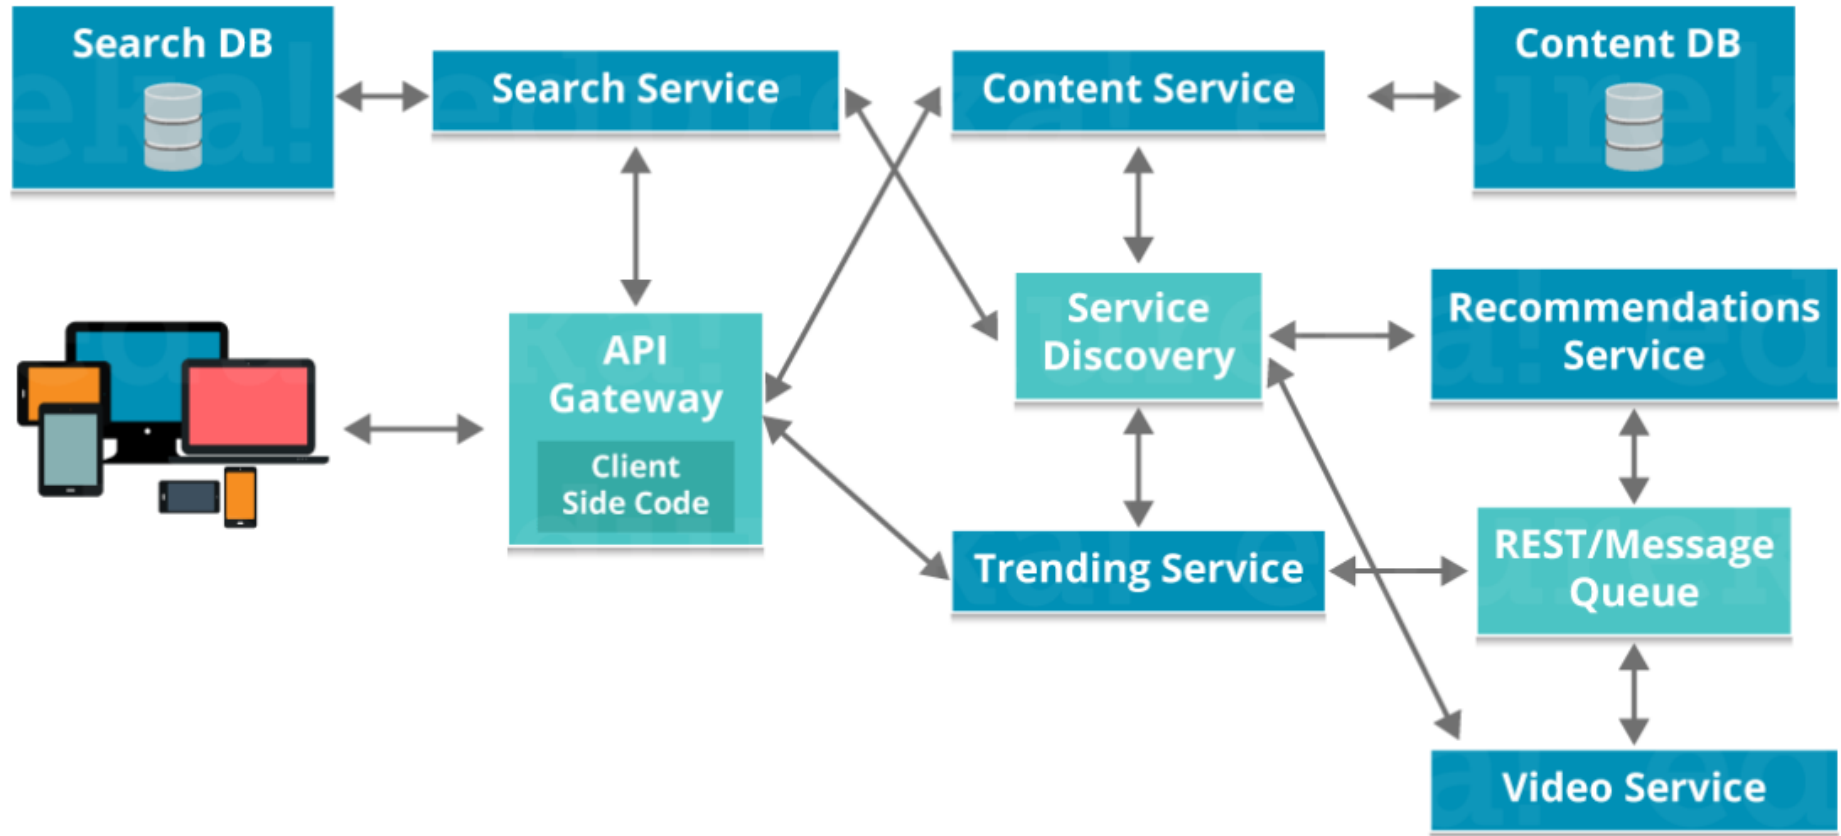 Search DB
Search Service
Content Service
Content DB
API
Gateway
Client
Side Code
Service
Discovery
Recommendations
Service
Trending Service
REST/Message
Queue
Video Service